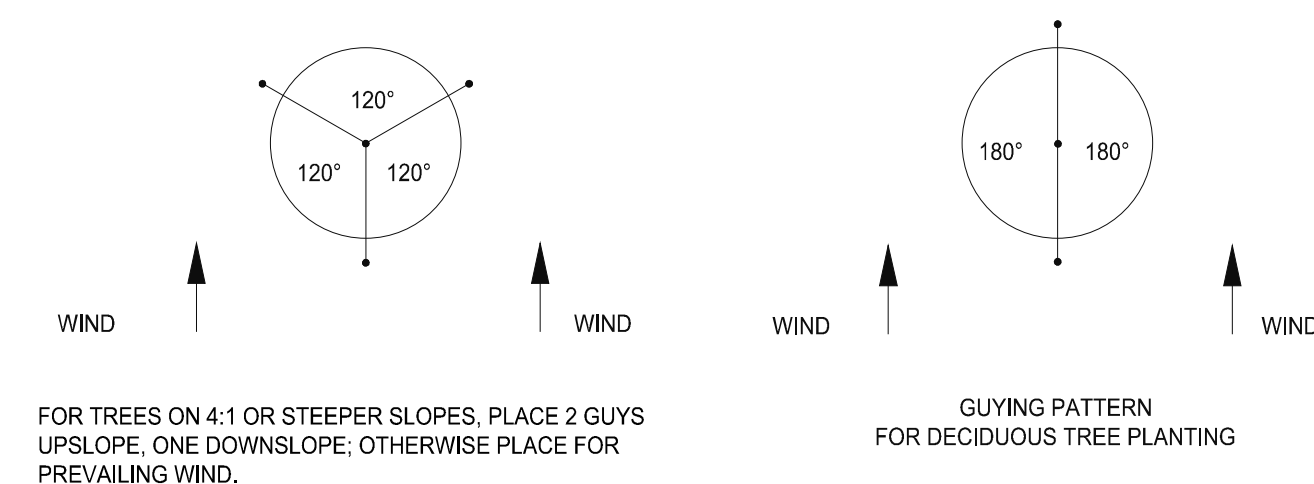 120°
120°
120°
WIND
WIND
FOR TREES ON 4:1 OR STEEPER SLOPES, PLACE 2 GUYS
UPSLOPE, ONE DOWNSLOPE; OTHERWISE PLACE FOR
PREVAILING WIND.
180°
180°
WIND
WIND
GUYING PATTERN
FOR DECIDUOUS TREE PLANTING